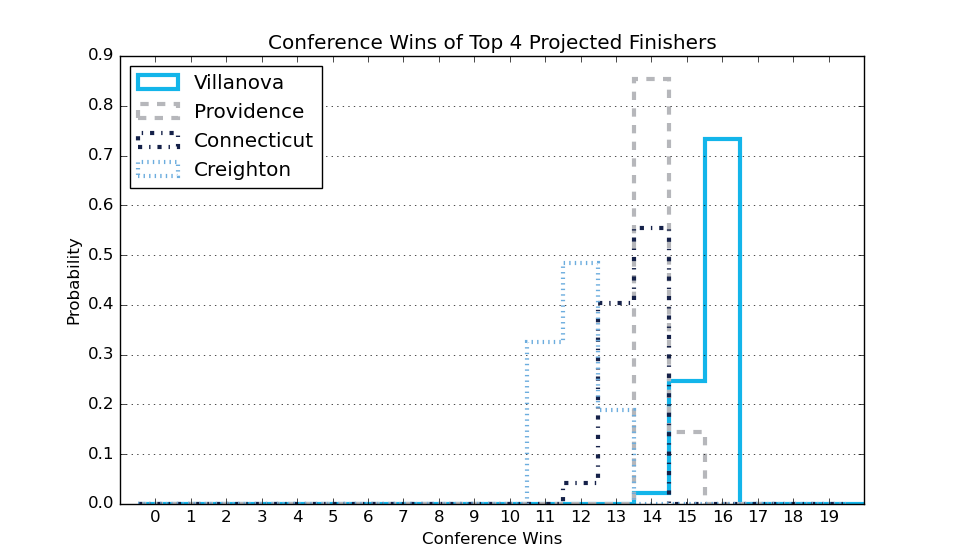 Conference Wins of Top 4 Projected Finishers
0.9
0.8
0.7
0.6
0.5
0.4
0.3
0.2
0.1
0.0
Probability
Villanova
Providence
Connecticut
Creighton
0 1 2 3 4 5 6 7 8 9 10 11 12 13 14 15 16 17 18 19
Conference Wins